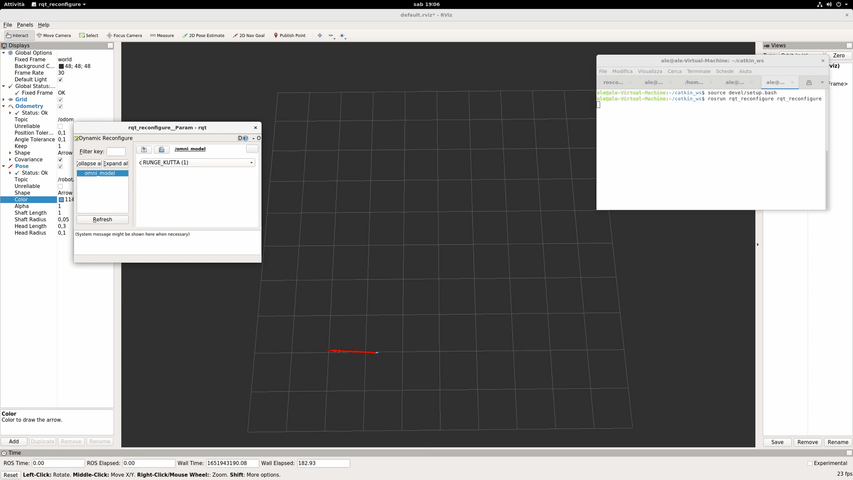 Attività
rqt_reconfigure
sab 19:06
default.rviz* - RViz
File Panels Help
Interact Move Camera Select Focus Camera Measure 2D Pose Estimate 2D Nav Goal Publish Point
Displays
Global Options
Fixed Frame world
Background C... 48; 48; 48
Frame Rate 30
Default Light
Global Status:...
Fixed Frame OK
Grid
Odometry
Status: Ok
Topic /odom
Unreliable
Position Toler... 0,1
Angle Tolerance 0,1
Keep 1
Shape Arrow
Covariance
Pose
Status: Ok
Topic /robot
Unreliable
Shape Arrow
Color 114
Alpha 1
Shaft Length 1
Shaft Radius 0,05
Head Length 0,3
Head Radius 0,1
Color
Color to draw the arrow.
Add Duplicate Remove Rename
rqt_reconfigure__Param - rqt
Dynamic Reconfigure
Filter key:
Collapse al Expand all
omni_model
Refresh
/omni_model
RUNGE_KUTTA (1)
(System message might be shown here when necessary)
ale@ale-Virtual-Machine: ~/catkin_ws
File Modifica Visualizza Cerca Terminale Schede Aiuto
rosco... ale@... /hom... ale@... ale@...
ale@ale-Virtual-Machine:~/catkin_ws$ source devel/setup.bash
ale@ale-Virtual-Machine:~/catkin_ws$ rosrun rqt_reconfigure rqt_reconfigure
Views
Zero
Frame>
Save Remove Rename
Time
ROS Time: 0.00 ROS Elapsed: 0.00 Wall Time: 1651943190.08 Wall Elapsed: 182.93 Experimental
Reset Left-Click: Rotate. Middle-Click: Move X/Y. Right-Click/Mouse Wheel: Zoom. Shift: More options. 23 fps